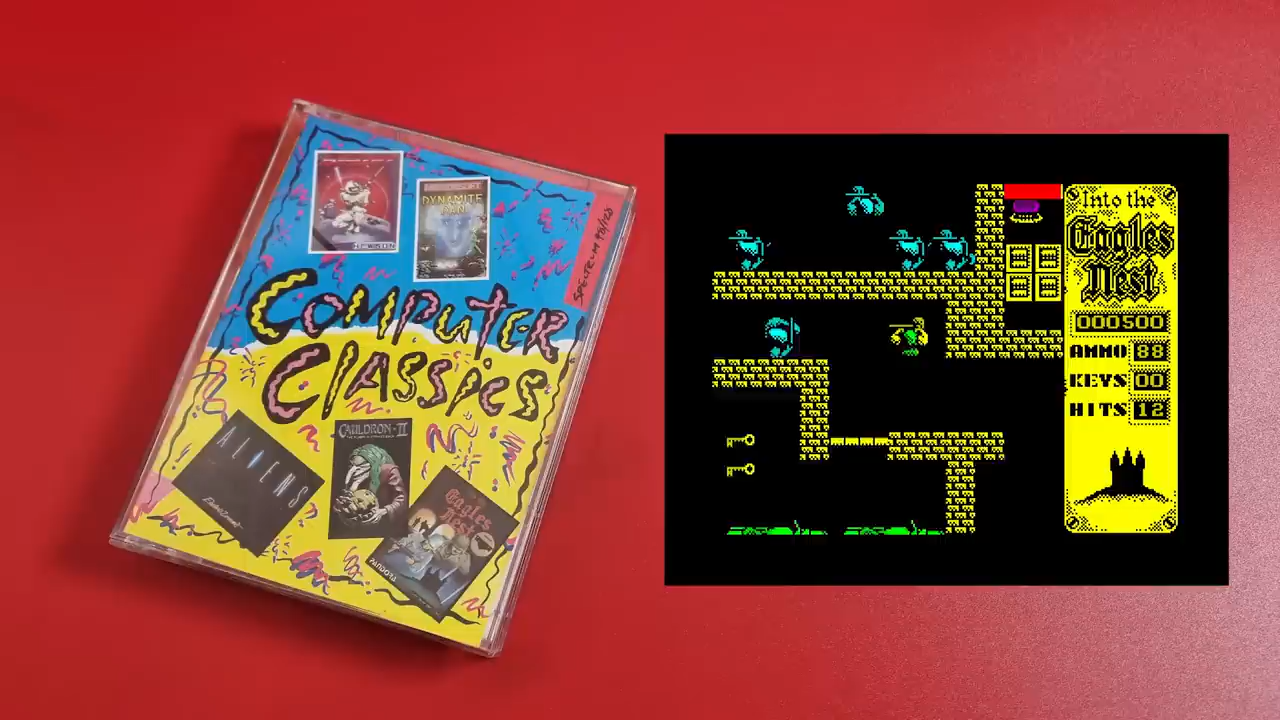 DYNAMITE
DAN
SPECTRUM 48/128
COMPUTER
CLASSICS
ALIENS
CAULDRON-II
Eagles
Nest
PANDORA
Into the
Eagles
Nest
000500
AMMO 88
KEYS 00
HITS 12